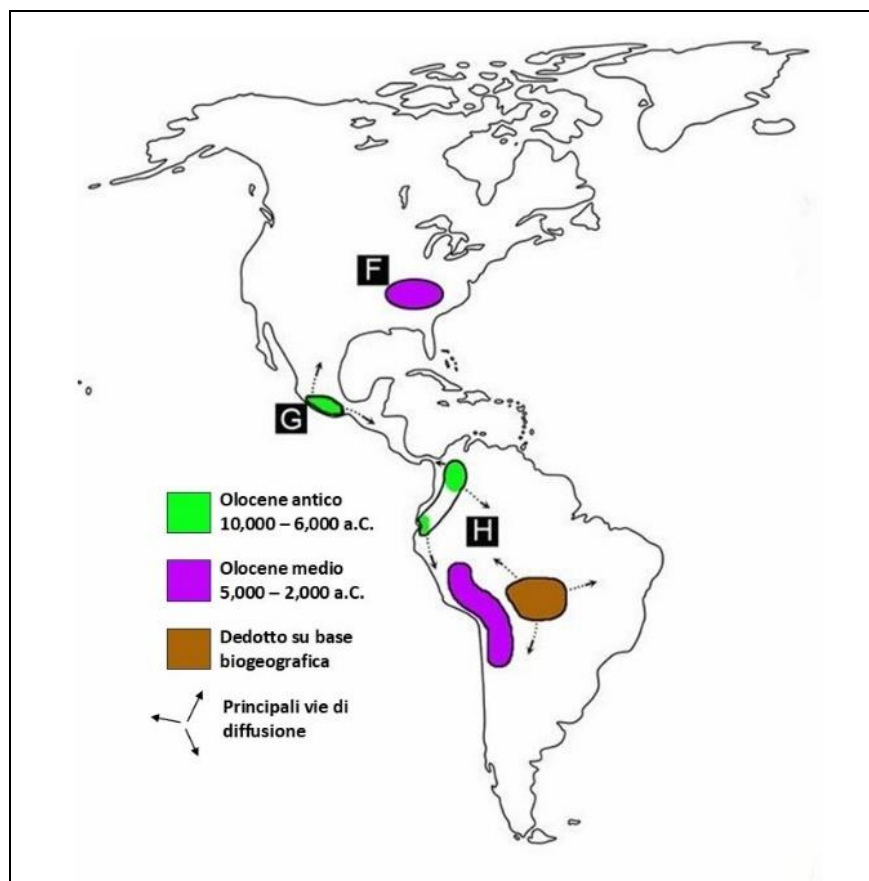 F
G
H
Olocene antico
10,000 – 6,000 a.C.
Olocene medio
5,000 – 2,000 a.C.
Dedotto su base
biogeografica
Principali vie di
diffusione